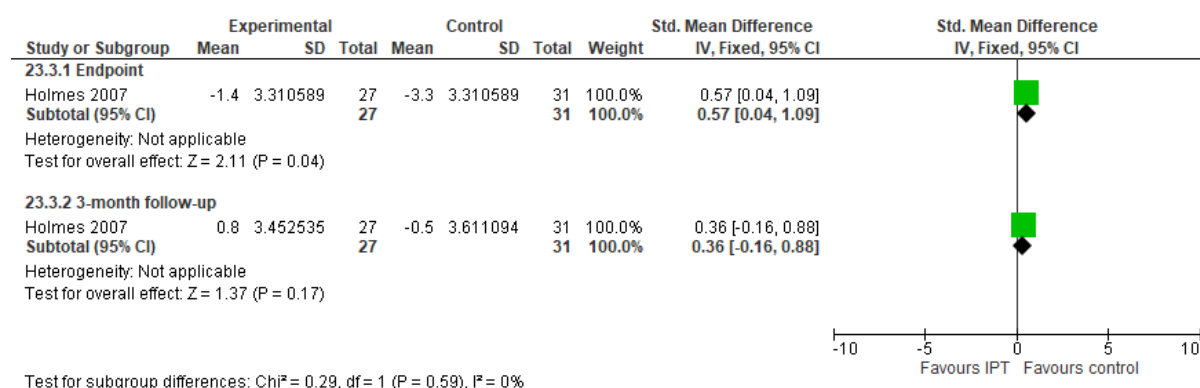 Experimental Control Std. Mean Difference Std. Mean Difference
Study or Subgroup Mean SD Total Mean SD Total Weight IV, Fixed, 95% CI IV, Fixed, 95% CI
23.3.1 Endpoint
Holmes 2007 -1.4 3.310589 27 -3.3 3.310589 31 100.0% 0.57 [0.04, 1.09]
Subtotal (95% CI) 27 31 100.0% 0.57 [0.04, 1.09]
Heterogeneity: Not applicable
Test for overall effect: Z = 2.11 (P = 0.04)
23.3.2 3-month follow-up
Holmes 2007 0.8 3.452535 27 -0.5 3.611094 31 100.0% 0.36 [-0.16, 0.88]
Subtotal (95% CI) 27 31 100.0% 0.36 [-0.16, 0.88]
Heterogeneity: Not applicable
Test for overall effect: Z = 1.37 (P = 0.17)
-10 -5 0 5 10
Favours IPT Favours control
Test for subgroup differences: Chi² = 0.29, df = 1 (P = 0.59), I² = 0%